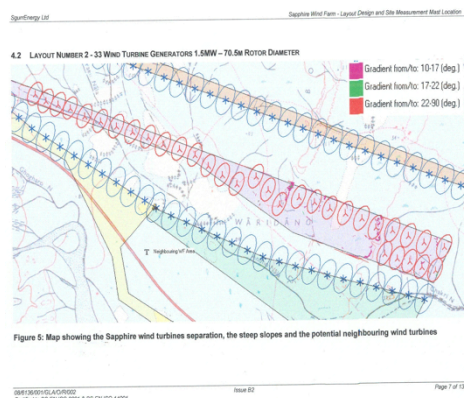 SgurrEnergy Ltd
Sapphire Wind Farm - Layout Design and Site Measurement Mast Location
4.2 LAYOUT NUMBER 2 - 33 WIND TURBINE GENERATORS 1.5MW – 70.5M ROTOR DIAMETER
Gradient from/to: 10-17 (deg.)
Gradient from/to: 17-22 (deg.)
Gradient from/to: 22-90 (deg.)
Neighbouring WT Area
Figure 5: Map showing the Sapphire wind turbines separation, the steep slopes and the potential neighbouring wind turbines
Issue B2
Page 7 of 13